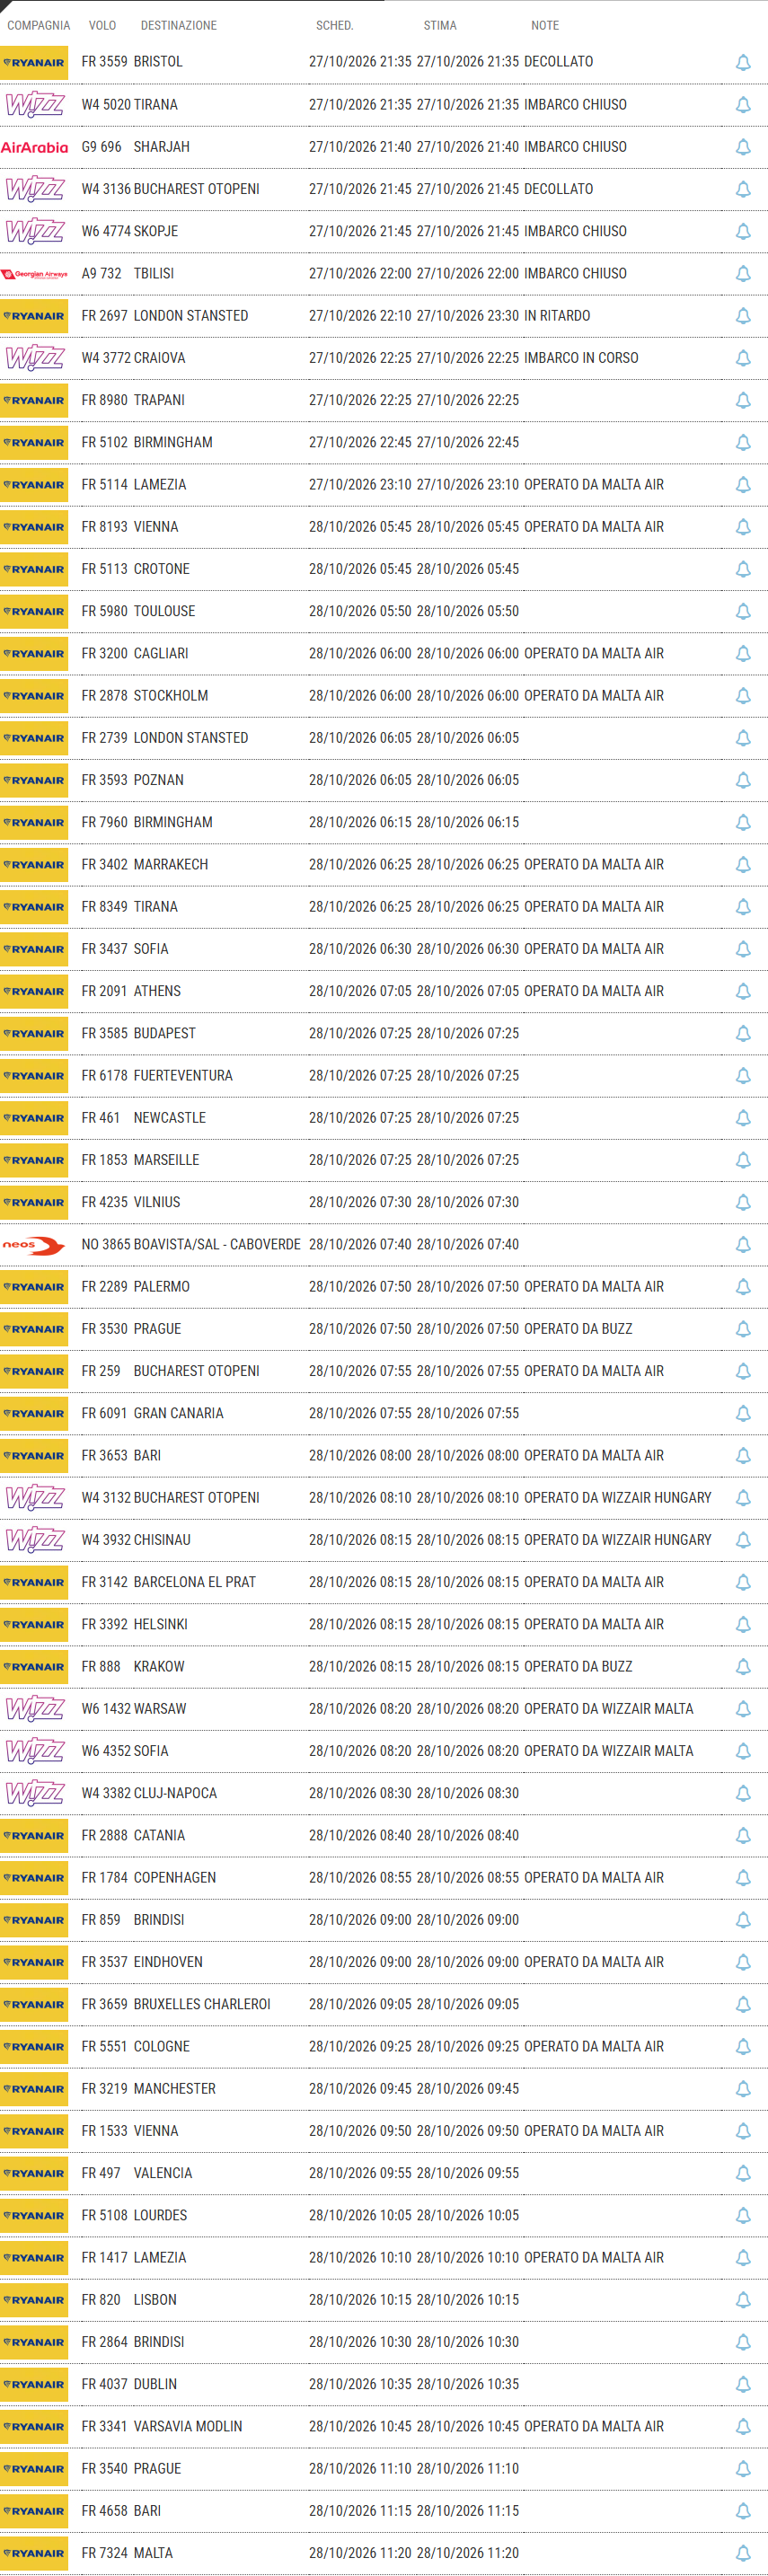 COMPAGNIA VOLO DESTINAZIONE SCHED. STIMA NOTE
RYANAIR FR 3559 BRISTOL 27/10/2026 21:35 27/10/2026 21:35 DECOLLATO
WIZZ W4 5020 TIRANA 27/10/2026 21:35 27/10/2026 21:35 IMBARCO CHIUSO
AirArabia G9 696 SHARJAH 27/10/2026 21:40 27/10/2026 21:40 IMBARCO CHIUSO
WIZZ W4 3136 BUCHAREST OTOPENI 27/10/2026 21:45 27/10/2026 21:45 DECOLLATO
WIZZ W6 4774 SKOPJE 27/10/2026 21:45 27/10/2026 21:45 IMBARCO CHIUSO
Georgian Airways A9 732 TBILISI 27/10/2026 22:00 27/10/2026 22:00 IMBARCO CHIUSO
RYANAIR FR 2697 LONDON STANSTED 27/10/2026 22:10 27/10/2026 23:30 IN RITARDO
WIZZ W4 3772 CRAIOVA 27/10/2026 22:25 27/10/2026 22:25 IMBARCO IN CORSO
RYANAIR FR 8980 TRAPANI 27/10/2026 22:25 27/10/2026 22:25
RYANAIR FR 5102 BIRMINGHAM 27/10/2026 22:45 27/10/2026 22:45
RYANAIR FR 5114 LAMEZIA 27/10/2026 23:10 27/10/2026 23:10 OPERATO DA MALTA AIR
RYANAIR FR 8193 VIENNA 28/10/2026 05:45 28/10/2026 05:45 OPERATO DA MALTA AIR
RYANAIR FR 5113 CROTONE 28/10/2026 05:45 28/10/2026 05:45
RYANAIR FR 5980 TOULOUSE 28/10/2026 05:50 28/10/2026 05:50
RYANAIR FR 3200 CAGLIARI 28/10/2026 06:00 28/10/2026 06:00 OPERATO DA MALTA AIR
RYANAIR FR 2878 STOCKHOLM 28/10/2026 06:00 28/10/2026 06:00 OPERATO DA MALTA AIR
RYANAIR FR 2739 LONDON STANSTED 28/10/2026 06:05 28/10/2026 06:05
RYANAIR FR 3593 POZNAN 28/10/2026 06:05 28/10/2026 06:05
RYANAIR FR 7960 BIRMINGHAM 28/10/2026 06:15 28/10/2026 06:15
RYANAIR FR 3402 MARRAKECH 28/10/2026 06:25 28/10/2026 06:25 OPERATO DA MALTA AIR
RYANAIR FR 8349 TIRANA 28/10/2026 06:25 28/10/2026 06:25 OPERATO DA MALTA AIR
RYANAIR FR 3437 SOFIA 28/10/2026 06:30 28/10/2026 06:30 OPERATO DA MALTA AIR
RYANAIR FR 2091 ATHENS 28/10/2026 07:05 28/10/2026 07:05 OPERATO DA MALTA AIR
RYANAIR FR 3585 BUDAPEST 28/10/2026 07:25 28/10/2026 07:25
RYANAIR FR 6178 FUERTEVENTURA 28/10/2026 07:25 28/10/2026 07:25
RYANAIR FR 461 NEWCASTLE 28/10/2026 07:25 28/10/2026 07:25
RYANAIR FR 1853 MARSEILLE 28/10/2026 07:25 28/10/2026 07:25
RYANAIR FR 4235 VILNIUS 28/10/2026 07:30 28/10/2026 07:30
neos NO 3865 BOAVISTA/SAL - CABOVERDE 28/10/2026 07:40 28/10/2026 07:40
RYANAIR FR 2289 PALERMO 28/10/2026 07:50 28/10/2026 07:50 OPERATO DA MALTA AIR
RYANAIR FR 3530 PRAGUE 28/10/2026 07:50 28/10/2026 07:50 OPERATO DA BUZZ
RYANAIR FR 259 BUCHAREST OTOPENI 28/10/2026 07:55 28/10/2026 07:55 OPERATO DA MALTA AIR
RYANAIR FR 6091 GRAN CANARIA 28/10/2026 07:55 28/10/2026 07:55
RYANAIR FR 3653 BARI 28/10/2026 08:00 28/10/2026 08:00 OPERATO DA MALTA AIR
WIZZ W4 3132 BUCHAREST OTOPENI 28/10/2026 08:10 28/10/2026 08:10 OPERATO DA WIZZAIR HUNGARY
WIZZ W4 3932 CHISINAU 28/10/2026 08:15 28/10/2026 08:15 OPERATO DA WIZZAIR HUNGARY
RYANAIR FR 3142 BARCELONA EL PRAT 28/10/2026 08:15 28/10/2026 08:15 OPERATO DA MALTA AIR
RYANAIR FR 3392 HELSINKI 28/10/2026 08:15 28/10/2026 08:15 OPERATO DA MALTA AIR
RYANAIR FR 888 KRAKOW 28/10/2026 08:15 28/10/2026 08:15 OPERATO DA BUZZ
WIZZ W6 1432 WARSAW 28/10/2026 08:20 28/10/2026 08:20 OPERATO DA WIZZAIR MALTA
WIZZ W6 4352 SOFIA 28/10/2026 08:20 28/10/2026 08:20 OPERATO DA WIZZAIR MALTA
WIZZ W4 3382 CLUJ-NAPOCA 28/10/2026 08:30 28/10/2026 08:30
RYANAIR FR 2888 CATANIA 28/10/2026 08:40 28/10/2026 08:40
RYANAIR FR 1784 COPENHAGEN 28/10/2026 08:55 28/10/2026 08:55 OPERATO DA MALTA AIR
RYANAIR FR 859 BRINDISI 28/10/2026 09:00 28/10/2026 09:00
RYANAIR FR 3537 EINDHOVEN 28/10/2026 09:00 28/10/2026 09:00 OPERATO DA MALTA AIR
RYANAIR FR 3659 BRUXELLES CHARLEROI 28/10/2026 09:05 28/10/2026 09:05
RYANAIR FR 5551 COLOGNE 28/10/2026 09:25 28/10/2026 09:25 OPERATO DA MALTA AIR
RYANAIR FR 3219 MANCHESTER 28/10/2026 09:45 28/10/2026 09:45
RYANAIR FR 1533 VIENNA 28/10/2026 09:50 28/10/2026 09:50 OPERATO DA MALTA AIR
RYANAIR FR 497 VALENCIA 28/10/2026 09:55 28/10/2026 09:55
RYANAIR FR 5108 LOURDES 28/10/2026 10:05 28/10/2026 10:05
RYANAIR FR 1417 LAMEZIA 28/10/2026 10:10 28/10/2026 10:10 OPERATO DA MALTA AIR
RYANAIR FR 820 LISBON 28/10/2026 10:15 28/10/2026 10:15
RYANAIR FR 2864 BRINDISI 28/10/2026 10:30 28/10/2026 10:30
RYANAIR FR 4037 DUBLIN 28/10/2026 10:35 28/10/2026 10:35
RYANAIR FR 3341 VARSAVIA MODLIN 28/10/2026 10:45 28/10/2026 10:45 OPERATO DA MALTA AIR
RYANAIR FR 3540 PRAGUE 28/10/2026 11:10 28/10/2026 11:10
RYANAIR FR 4658 BARI 28/10/2026 11:15 28/10/2026 11:15
RYANAIR FR 7324 MALTA 28/10/2026 11:20 28/10/2026 11:20